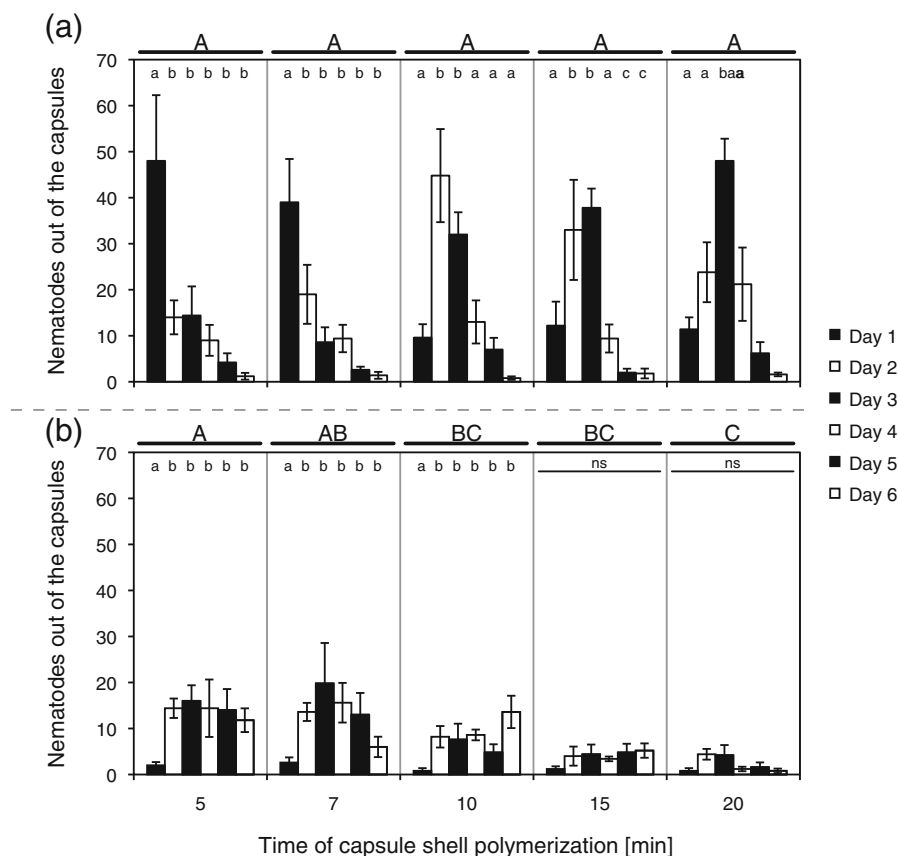 (a)
A A A A A
a b b b b b a b b b b b a b b a a a a b b a c c a a b a a a
70
60
50
40
30
20
10
0
Nematodes out of the capsules
Day 1
Day 2
Day 3
Day 4
Day 5
Day 6
(b)
A AB BC BC C
a b b b b b a b b b b b a b b b b b ns ns
70
60
50
40
30
20
10
0
Nematodes out of the capsules
5 7 10 15 20
Time of capsule shell polymerization [min]